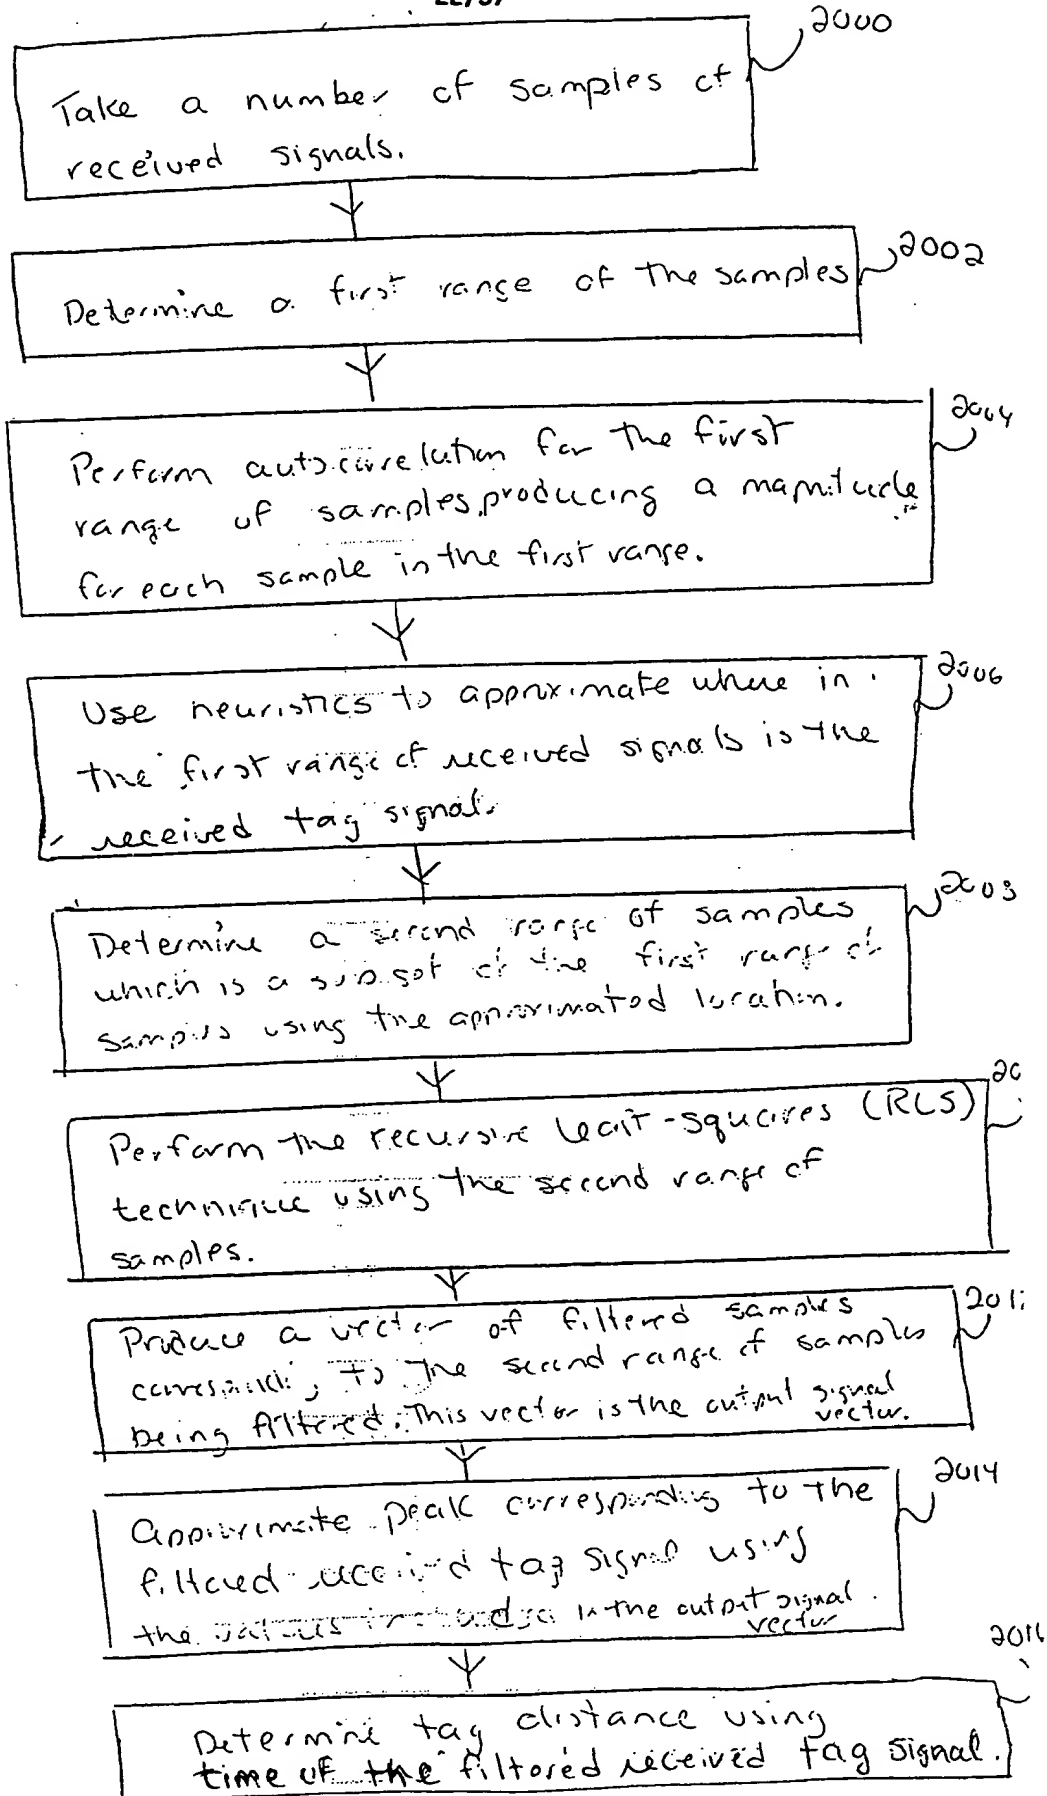 2000
Take a number of samples of
received signals.
2002
Determine a first range of the samples
2004
Perform autocorrelation for the first
range of samples, producing a magnitude
for each sample in the first range.
2006
Use heuristics to approximate where in
the first range of received signals is the
received tag signal.
2008
Determine a second range of samples
which is a subset of the first range of
samples using the approximated location.
20
Perform the recursive least-squares (RLS)
technique using the second range of
samples.
201
Produce a vector of filtered samples
corresponding to the second range of samples
being filtered. This vector is the output signal
vector.
2014
Approximate peak corresponding to the
filtered received tag signal using
the values in the output signal
vector
2016
Determine tag distance using
time of the filtered received tag signal.